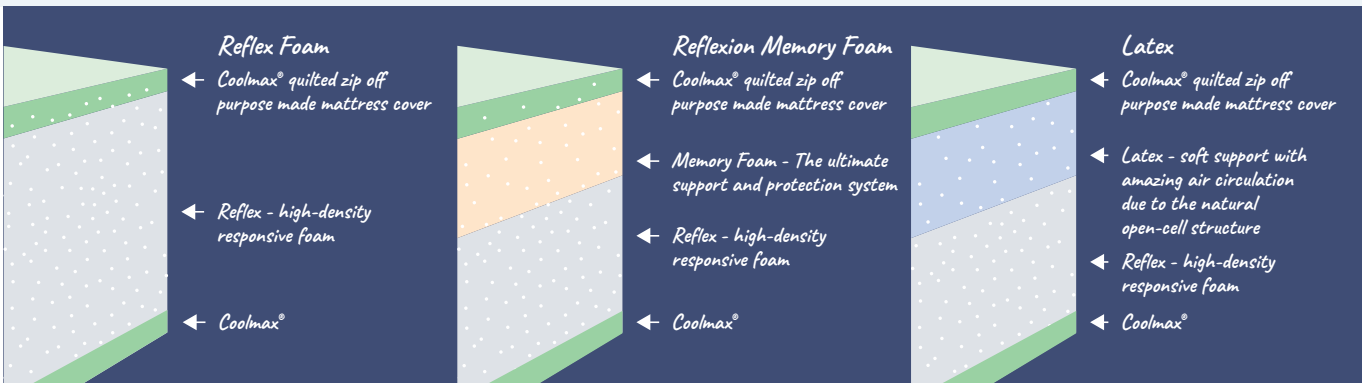 Reflex Foam
Coolmax® quilted zip off
purpose made mattress cover
Reflex - high-density
responsive foam
Coolmax®
Reflexion Memory Foam
Coolmax® quilted zip off
purpose made mattress cover
Memory Foam - The ultimate
support and protection system
Reflex - high-density
responsive foam
Coolmax®
Latex
Coolmax® quilted zip off
purpose made mattress cover
Latex - soft support with
amazing air circulation
due to the natural
open-cell structure
Reflex - high-density
responsive foam
Coolmax®